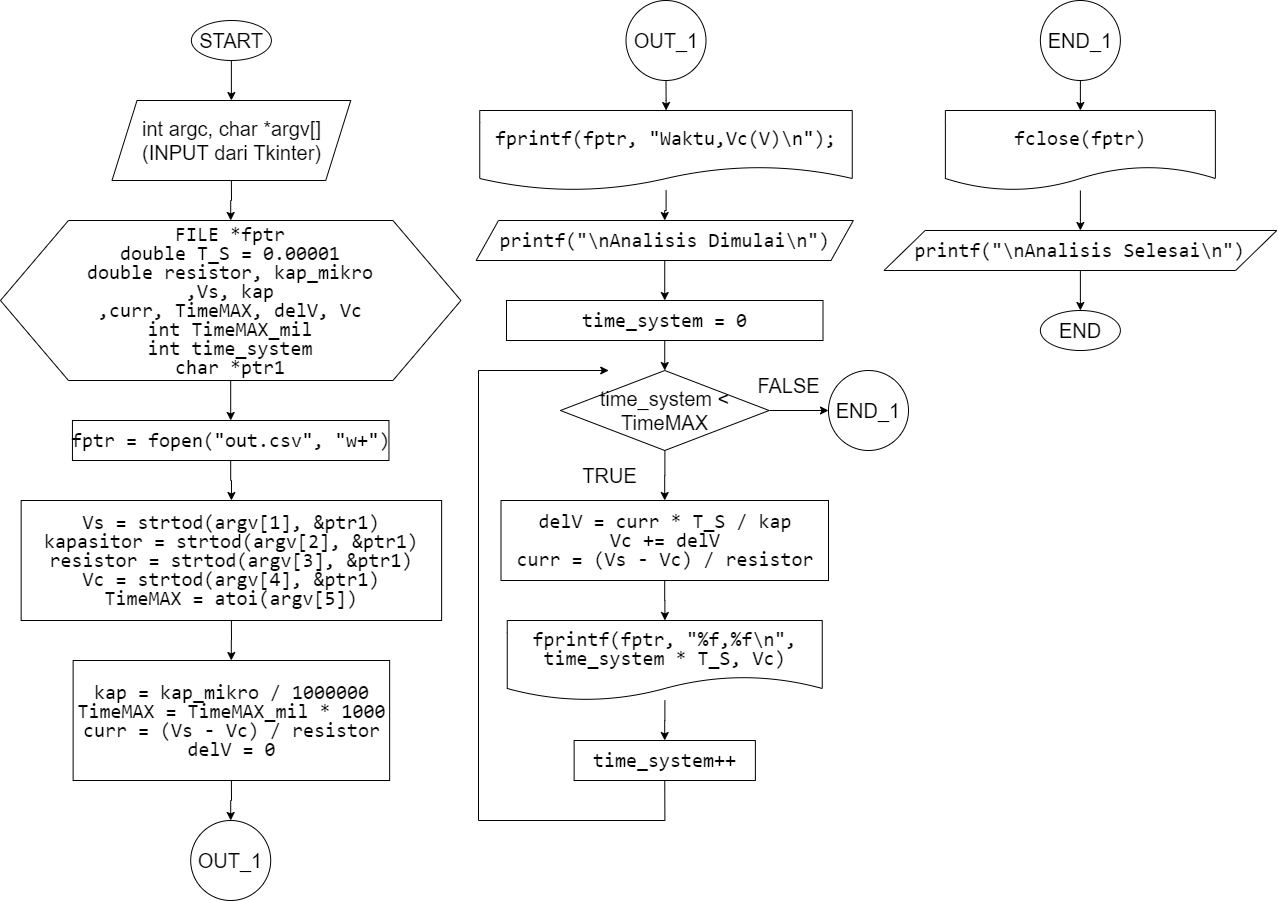 START
int argc, char *argv[]
(INPUT dari Tkinter)
FILE *fptr
double T_S = 0.00001
double resistor, kap_mikro
,Vs, kap
,curr, TimeMAX, delV, Vc
int TimeMAX_mil
int time_system
char *ptr1
fptr = fopen("out.csv", "w+")
Vs = strtod(argv[1], &ptr1)
kapasitor = strtod(argv[2], &ptr1)
resistor = strtod(argv[3], &ptr1)
Vc = strtod(argv[4], &ptr1)
TimeMAX = atoi(argv[5])
kap = kap_mikro / 1000000
TimeMAX = TimeMAX_mil * 1000
curr = (Vs - Vc) / resistor
delV = 0
OUT_1
OUT_1
fprintf(fptr, "Waktu,Vc(V)\n");
printf("\nAnalisis Dimulai\n")
time_system = 0
time_system <
TimeMAX
FALSE
END_1
TRUE
delV = curr * T_S / kap
Vc += delV
curr = (Vs - Vc) / resistor
fprintf(fptr, "%f,%f\n",
time_system * T_S, Vc)
time_system++
END_1
fclose(fptr)
printf("\nAnalisis Selesai\n")
END